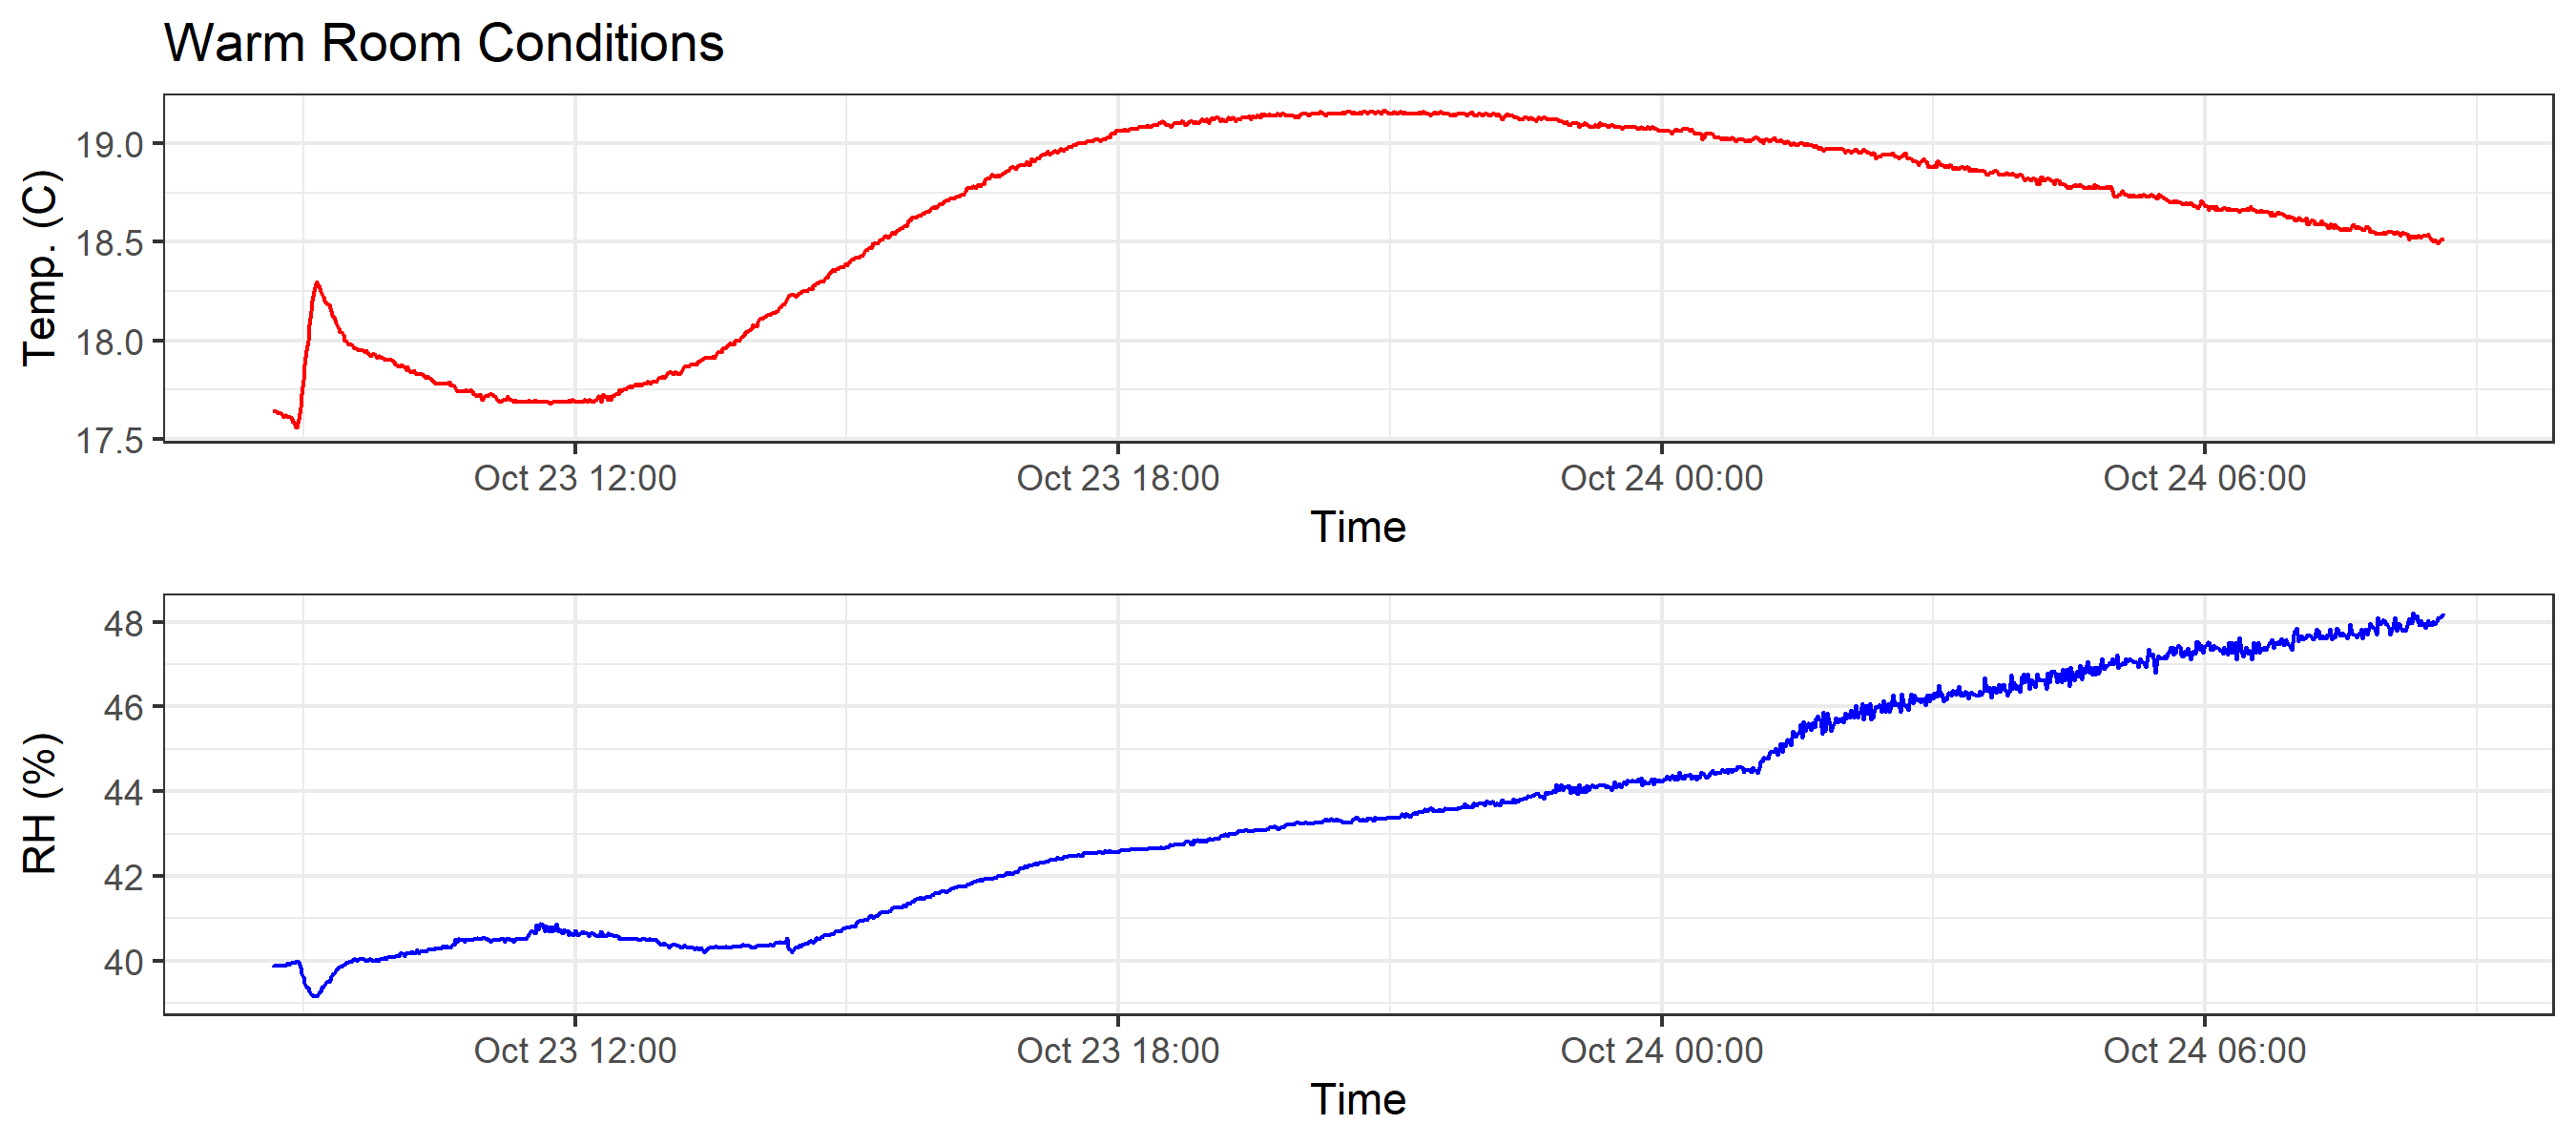 Warm Room Conditions
Temp. (C)
19.0
18.5
18.0
17.5
Oct 23 12:00 Oct 23 18:00 Oct 24 00:00 Oct 24 06:00
Time
RH (%)
48
46
44
42
40
Oct 23 12:00 Oct 23 18:00 Oct 24 00:00 Oct 24 06:00
Time